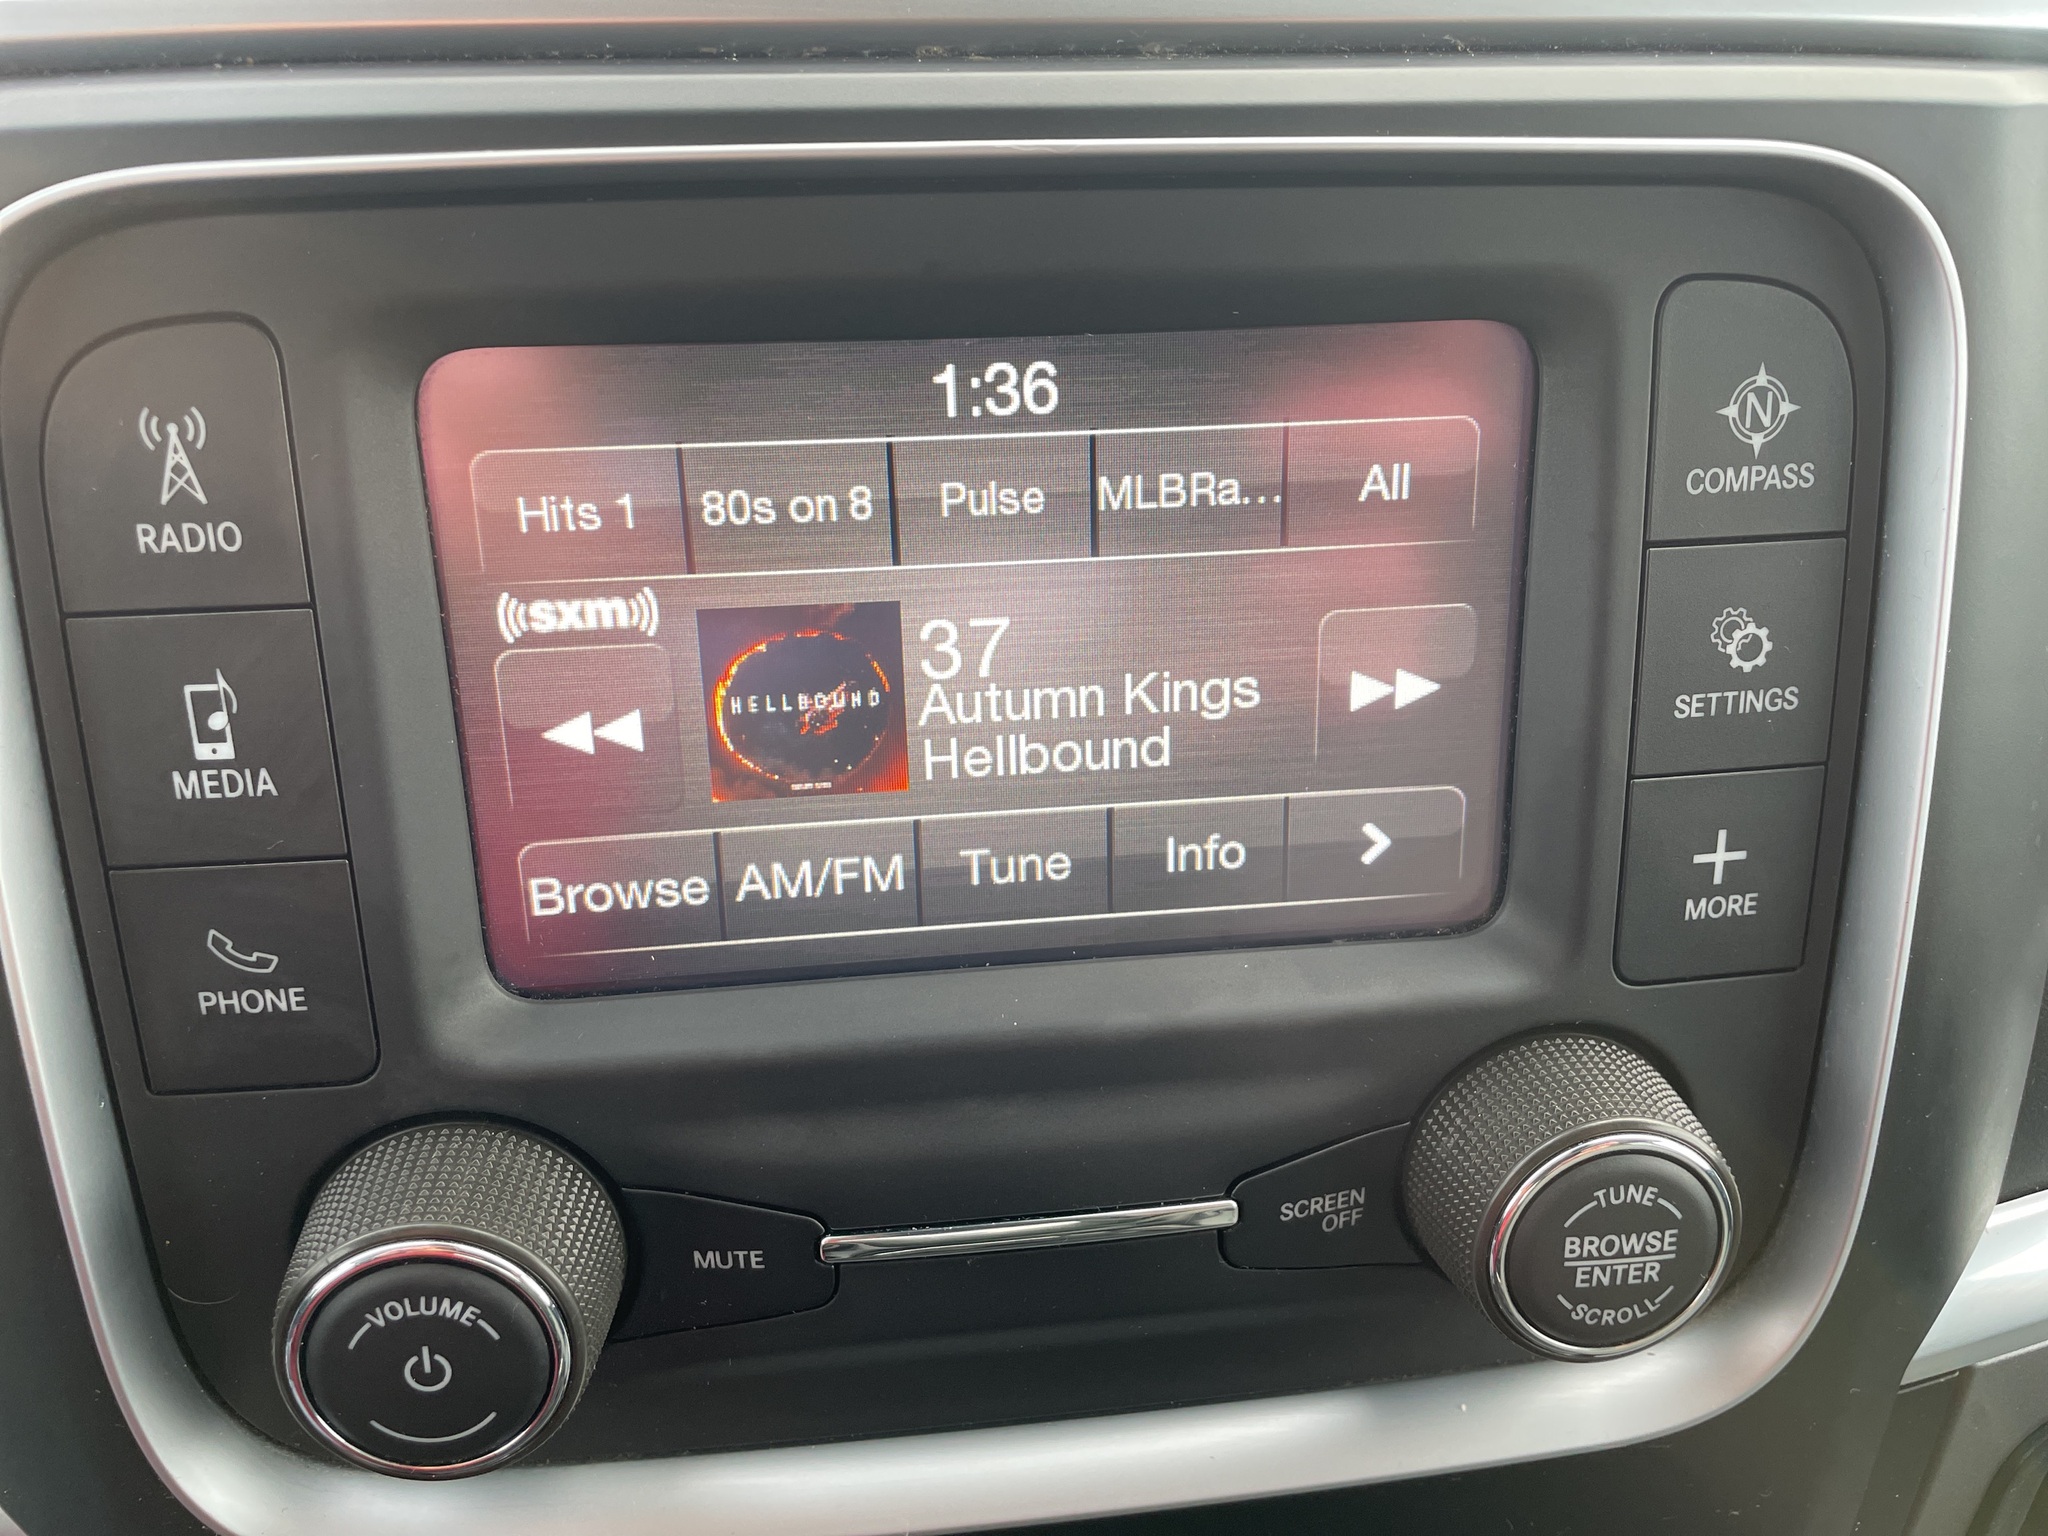 1:36
Hits 1
80s on 8
Pulse
MLBRa...
All
sxm
HELLBOUND
37
Autumn Kings
Hellbound
Browse
AM/FM
Tune
Info
RADIO
MEDIA
PHONE
N
COMPASS
SETTINGS
MORE
VOLUME
MUTE
SCREEN
OFF
TUNE
BROWSE
ENTER
SCROLL